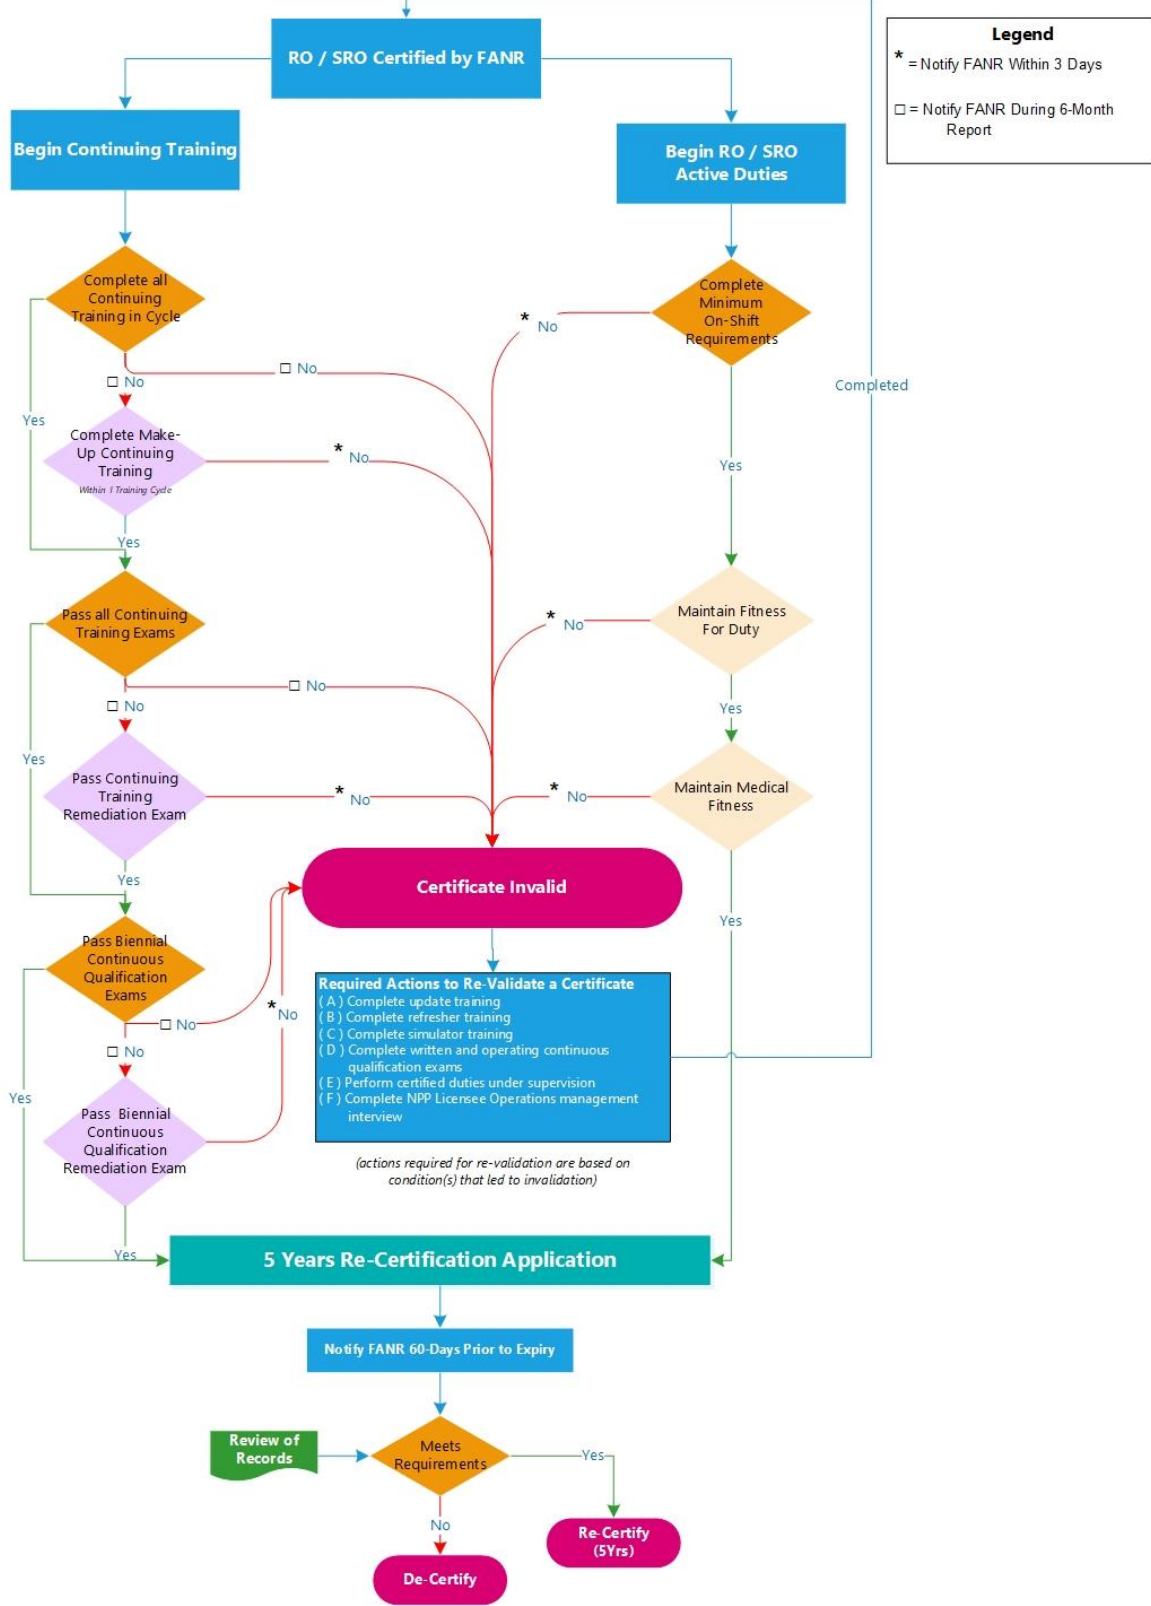 RO / SRO Certified by FANR
Legend
* = Notify FANR Within 3 Days
□ = Notify FANR During 6-Month
Report
Begin Continuing Training
Begin RO / SRO
Active Duties
Complete all
Continuing
Training in Cycle
Complete
Minimum
On-Shift
Requirements
* No
□ No
□ No
Completed
Yes
Complete Make-
Up Continuing
Training
Within 1 Training Cycle
* No
Yes
Yes
Pass all Continuing
Training Exams
Maintain Fitness
For Duty
* No
□ No
□ No
Yes
Yes
Pass Continuing
Training
Remediation Exam
* No
* No
Maintain Medical
Fitness
Yes
Certificate Invalid
Yes
Pass Biennial
Continuous
Qualification
Exams
Required Actions to Re-Validate a Certificate
( A ) Complete update training
( B ) Complete refresher training
( C ) Complete simulator training
( D ) Complete written and operating continuous
qualification exams
( E ) Perform certified duties under supervision
( F ) Complete NPP Licensee Operations management
interview
* No
□ No
□ No
Yes
Pass Biennial
Continuous
Qualification
Remediation Exam
(actions required for re-validation are based on
condition(s) that led to invalidation)
Yes
5 Years Re-Certification Application
Notify FANR 60-Days Prior to Expiry
Review of
Records
Meets
Requirements
Yes
No
Re-Certify
(5Yrs)
De-Certify